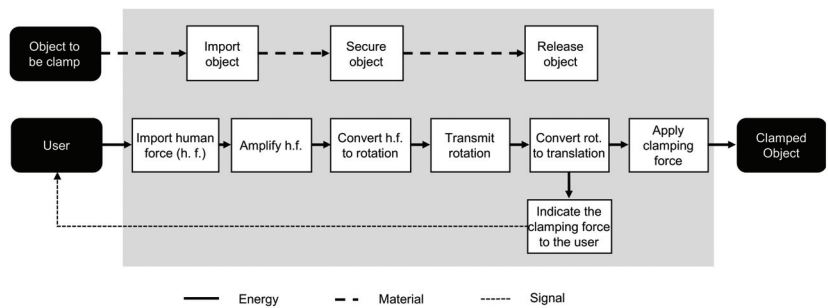 Object to
be clamp
Import
object
Secure
object
Release
object
User
Import human
force (h. f.)
Amplify h.f.
Convert h.f.
to rotation
Transmit
rotation
Convert rot.
to translation
Apply
clamping
force
Clamped
Object
Indicate the
clamping force
to the user
Energy
Material
Signal